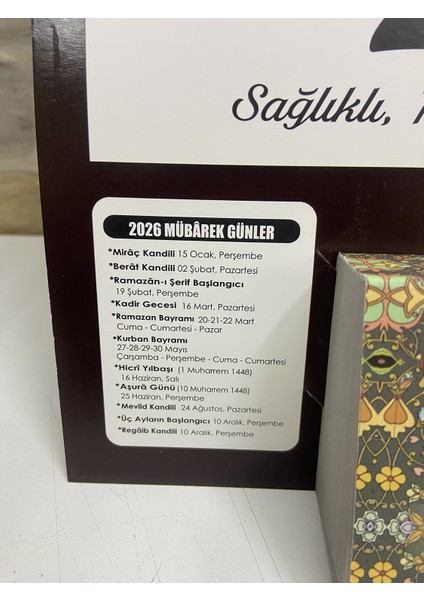 Sağlıklı,
2026 MÜBÂREK GÜNLER
*Mirâç Kandili 15 Ocak, Perşembe
*Berât Kandili 02 Şubat, Pazartesi
*Ramazân-ı Şerif Başlangıcı
19 Şubat, Perşembe
*Kadir Gecesi 16 Mart, Pazartesi
*Ramazan Bayramı 20-21-22 Mart
Cuma - Cumartesi - Pazar
*Kurban Bayramı
27-28-29-30 Mayıs
Çarşamba - Perşembe - Cuma - Cumartesi
*Hicrî Yılbaşı (1 Muharrem 1448)
16 Haziran, Salı
*Aşurâ Günü (10 Muharrem 1448)
25 Haziran, Perşembe
*Mevlid Kandili 24 Ağustos, Pazartesi
*Üç Ayların Başlangıcı 10 Aralık, Perşembe
*Regâib Kandili 10 Aralık, Perşembe